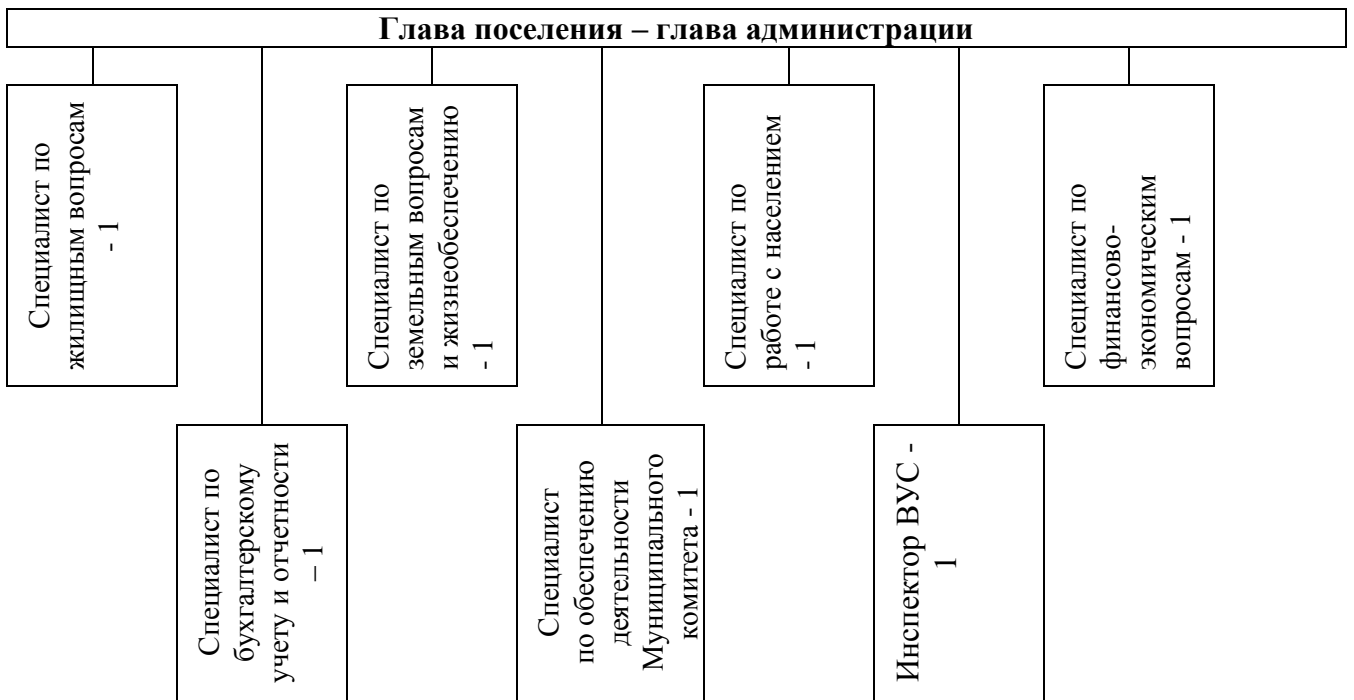 Глава поселения – глава администрации
Специалист по
жилищным вопросам
- 1
Специалист по
земельным вопросам
и жизнеобеспечению
- 1
Специалист по
работе с населением
- 1
Специалист по
финансово-
экономическим
вопросам - 1
Специалист по
бухгалтерскому
учету и отчетности
– 1
Специалист
по обеспечению
деятельности
Муниципального
комитета - 1
Инспектор ВУС -
1